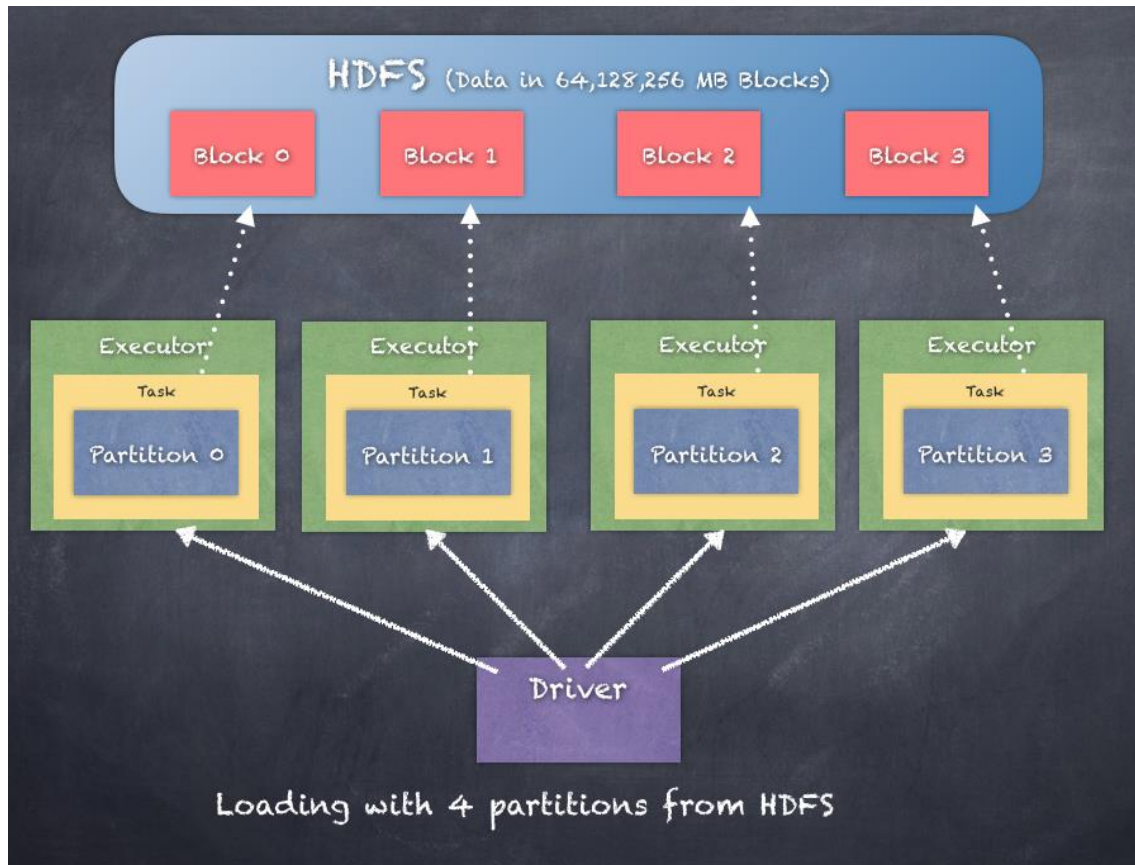 HDFS (Data in 64,128,256 MB Blocks)
Block 0
Block 1
Block 2
Block 3
Executor
Task
Partition 0
Executor
Task
Partition 1
Executor
Task
Partition 2
Executor
Task
Partition 3
Driver
Loading with 4 partitions from HDFS